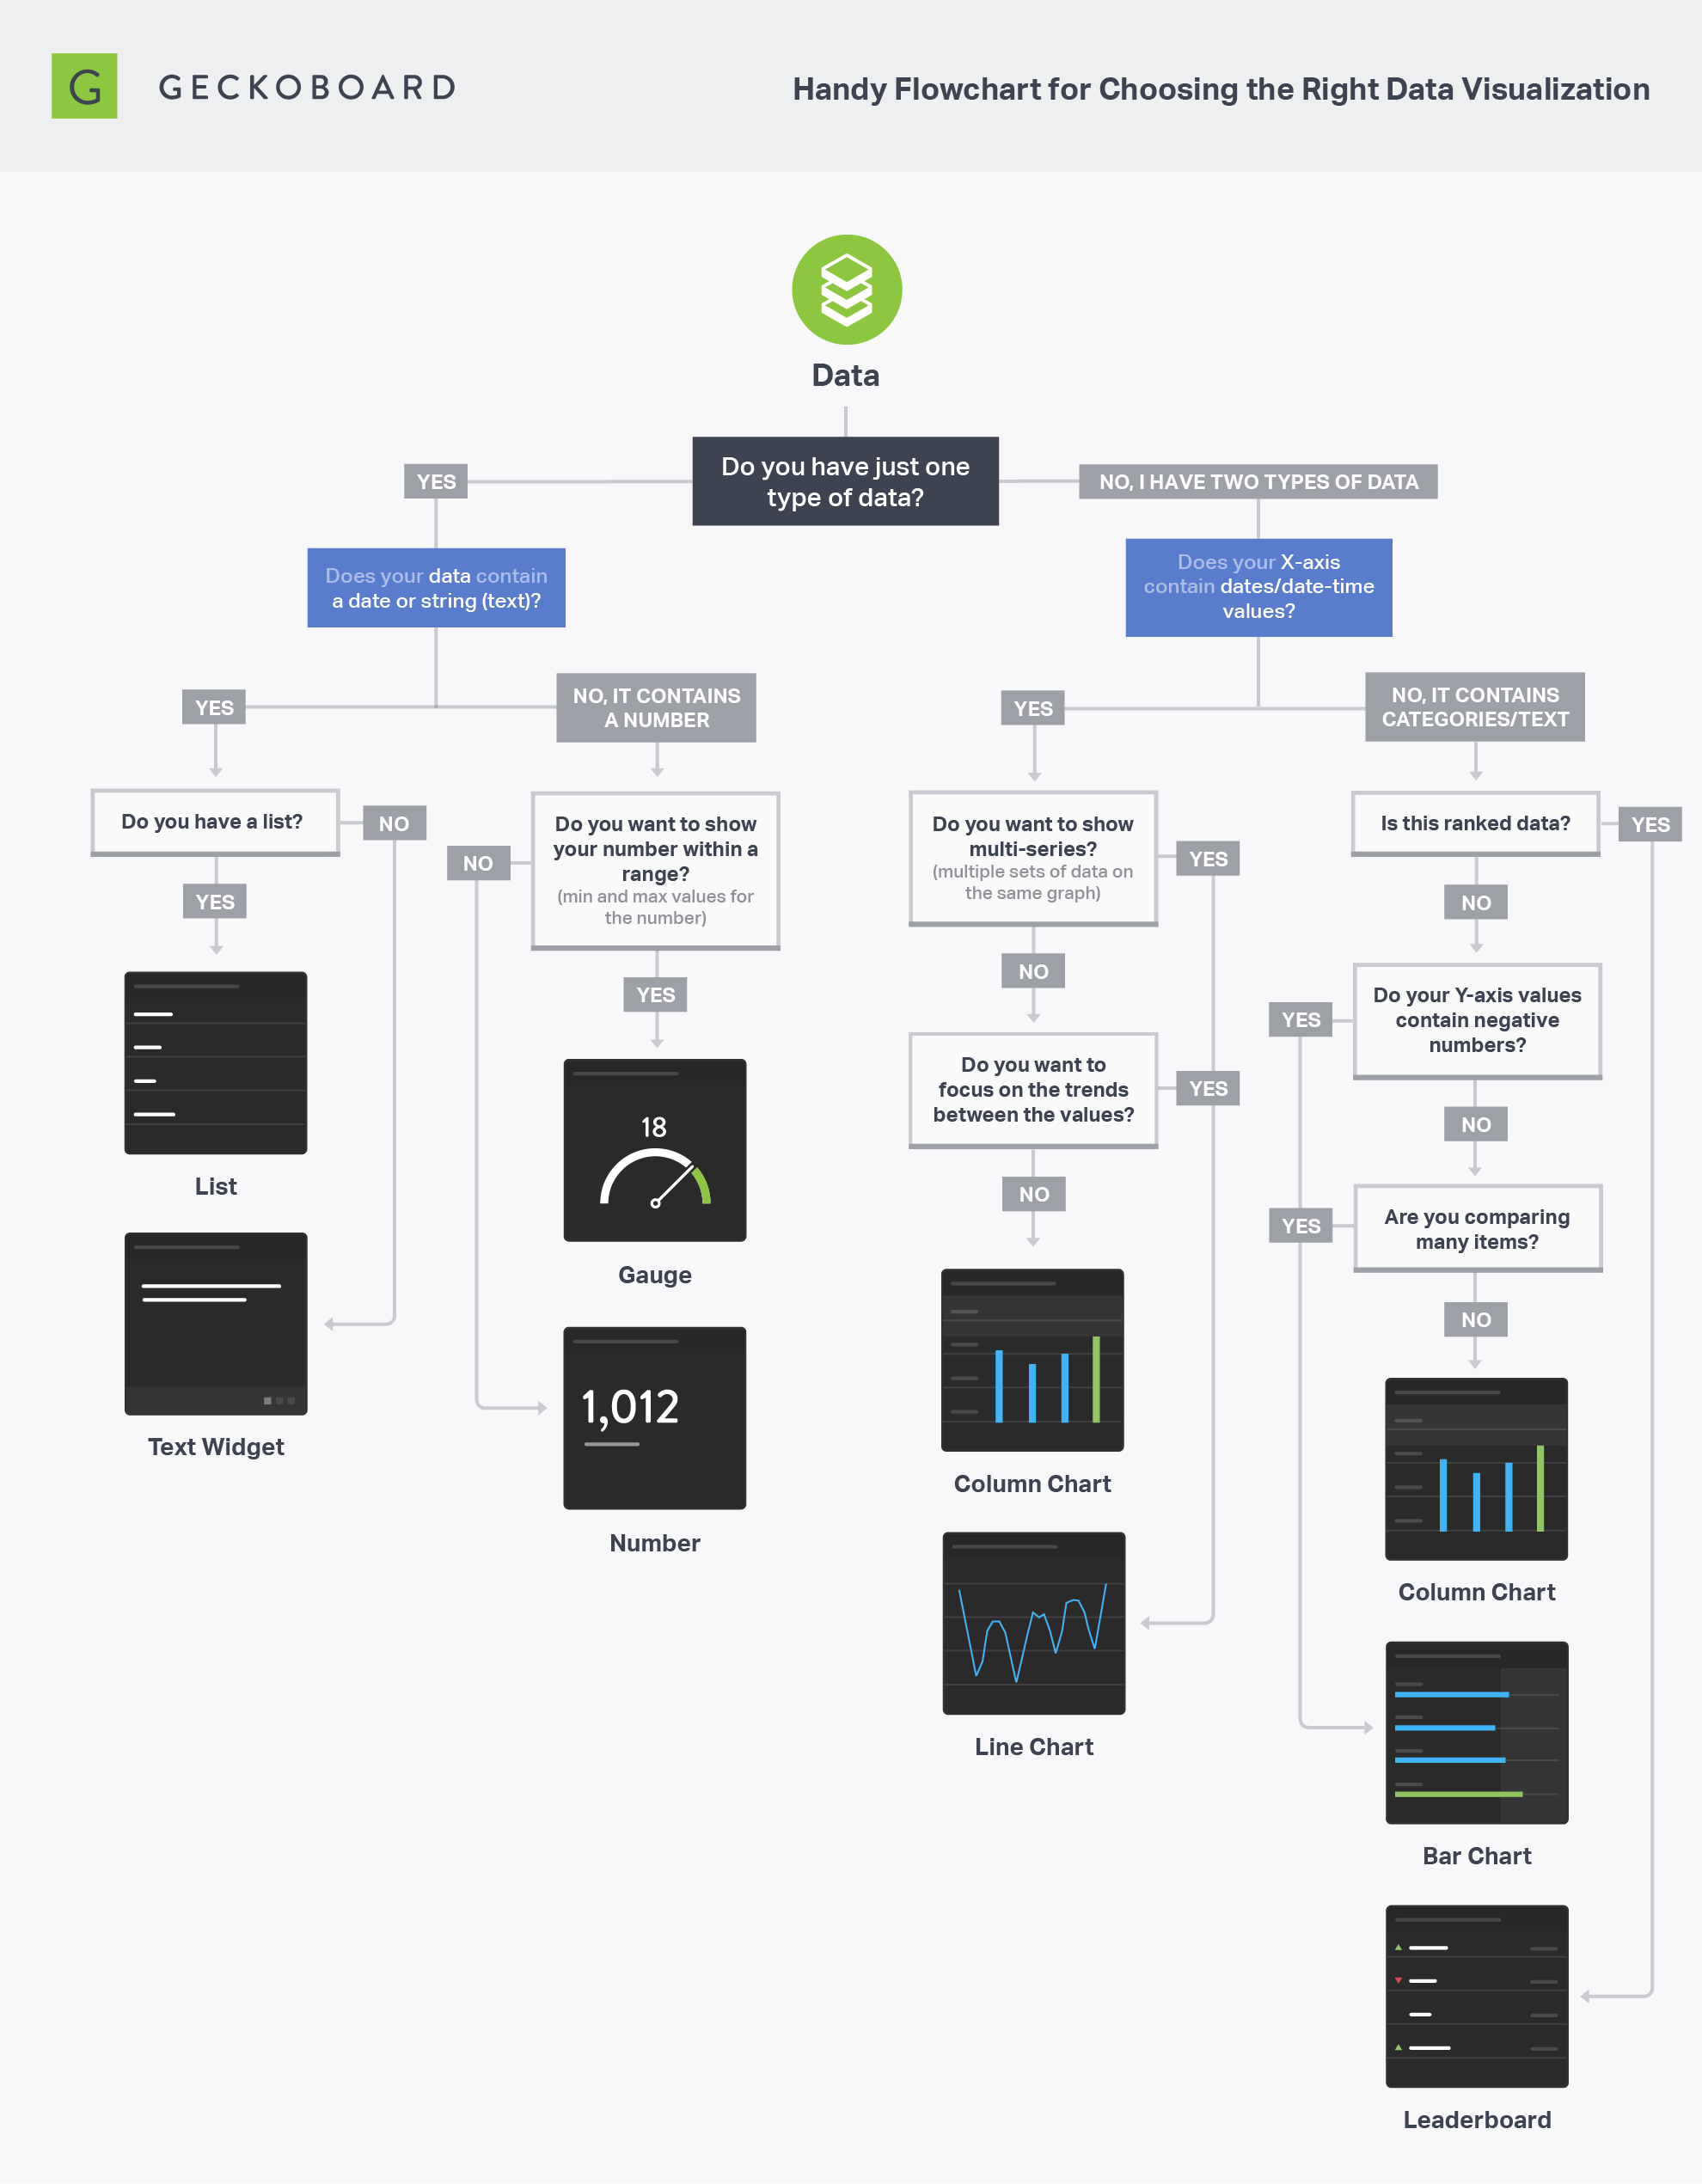 G
GECKOBOARD
Handy Flowchart for Choosing the Right Data Visualization
Data
Do you have just one
type of data?
YES
NO, I HAVE TWO TYPES OF DATA
Does your data contain
a date or string (text)?
Does your X-axis
contain dates/date-time
values?
YES
NO, IT CONTAINS
A NUMBER
YES
NO, IT CONTAINS
CATEGORIES/TEXT
Do you have a list?
NO
YES
List
Text Widget
Do you want to show
your number within a
range?
(min and max values for
the number)
NO
YES
18
Gauge
1,012
Number
Do you want to show
multi-series?
(multiple sets of data on
the same graph)
YES
NO
Do you want to
focus on the trends
between the values?
YES
NO
Column Chart
Line Chart
Is this ranked data?
YES
NO
Do your Y-axis values
contain negative
numbers?
YES
NO
Are you comparing
many items?
YES
NO
Column Chart
Bar Chart
Leaderboard